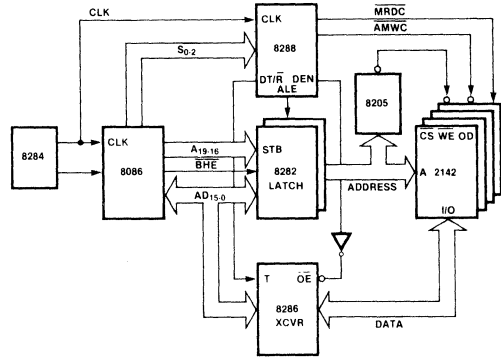 CLK
MRDC
AMWC
CLK
8288
DT/R DEN
ALE
S0-2
8205
8284
CLK
8086
A19-16
BHE
AD15-0
STB
8282
LATCH
ADDRESS
CS WE OD
A 2142
I/O
T OE
8286
XCVR
DATA